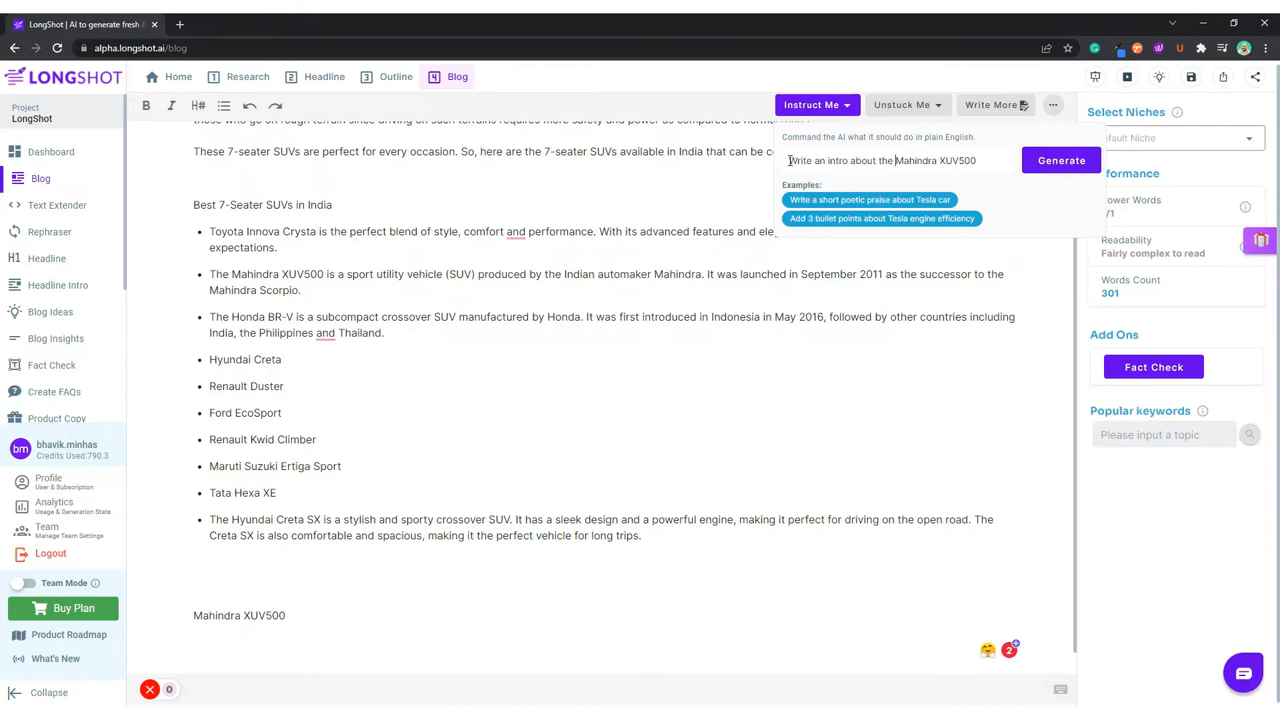 LongShot | AI to generate fresh
alpha.longshot.ai/blog
LONGSHOT
Home
1 Research
2 Headline
3 Outline
4 Blog
Project
LongShot
B I H#
Instruct Me
Unstuck Me
Write More
Select Niches
Command the AI what it should do in plain English.
Write an intro about the Mahindra XUV500
Generate
Examples:
Write a short poetic praise about Tesla car
Add 3 bullet points about Tesla engine efficiency
Dashboard
Blog
Text Extender
Rephraser
H1 Headline
Headline Intro
Blog Ideas
Blog Insights
Fact Check
Create FAQs
Product Copy
bm
bhavik.minhas
Credits Used:790.3
Profile
User & Subscription
Analytics
Usage & Generation Stats
Team
Manage Team Settings
Logout
Team Mode
Buy Plan
Product Roadmap
What's New
Collapse
These 7-seater SUVs are perfect for every occasion. So, here are the 7-seater SUVs available in India that can be co
Best 7-Seater SUVs in India
• Toyota Innova Crysta is the perfect blend of style, comfort and performance. With its advanced features and ele
expectations.
• The Mahindra XUV500 is a sport utility vehicle (SUV) produced by the Indian automaker Mahindra. It was launched in September 2011 as the successor to the
Mahindra Scorpio.
• The Honda BR-V is a subcompact crossover SUV manufactured by Honda. It was first introduced in Indonesia in May 2016, followed by other countries including
India, the Philippines and Thailand.
• Hyundai Creta
• Renault Duster
• Ford EcoSport
• Renault Kwid Climber
• Maruti Suzuki Ertiga Sport
• Tata Hexa XE
• The Hyundai Creta SX is a stylish and sporty crossover SUV. It has a sleek design and a powerful engine, making it perfect for driving on the open road. The
Creta SX is also comfortable and spacious, making it the perfect vehicle for long trips.
Mahindra XUV500
2
0
fault Niche
rformance
ower Words
/1
Readability
Fairly complex to read
Words Count
301
Add Ons
Fact Check
Popular keywords
Please input a topic